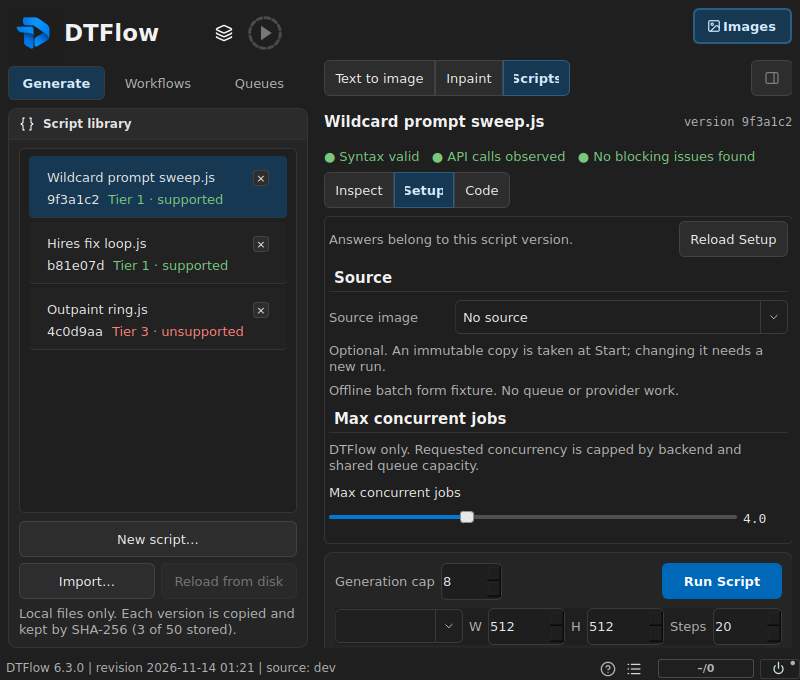 DTFlow
Images
Generate
Workflows
Queues
Text to image
Inpaint
Scripts
{ } Script library
Wildcard prompt sweep.js
9f3a1c2 Tier 1 · supported
Hires fix loop.js
b81e07d Tier 1 · supported
Outpaint ring.js
4c0d9aa Tier 3 · unsupported
New script...
Import...
Reload from disk
Local files only. Each version is copied and
kept by SHA-256 (3 of 50 stored).
Wildcard prompt sweep.js
version 9f3a1c2
Syntax valid
API calls observed
No blocking issues found
Inspect
Setup
Code
Answers belong to this script version.
Reload Setup
Source
Source image
No source
Optional. An immutable copy is taken at Start; changing it needs a
new run.
Offline batch form fixture. No queue or provider work.
Max concurrent jobs
DTFlow only. Requested concurrency is capped by backend and
shared queue capacity.
Max concurrent jobs
4.0
Generation cap 8
Run Script
W 512 H 512 Steps 20
DTFlow 6.3.0 | revision 2026-11-14 01:21 | source: dev
–/0